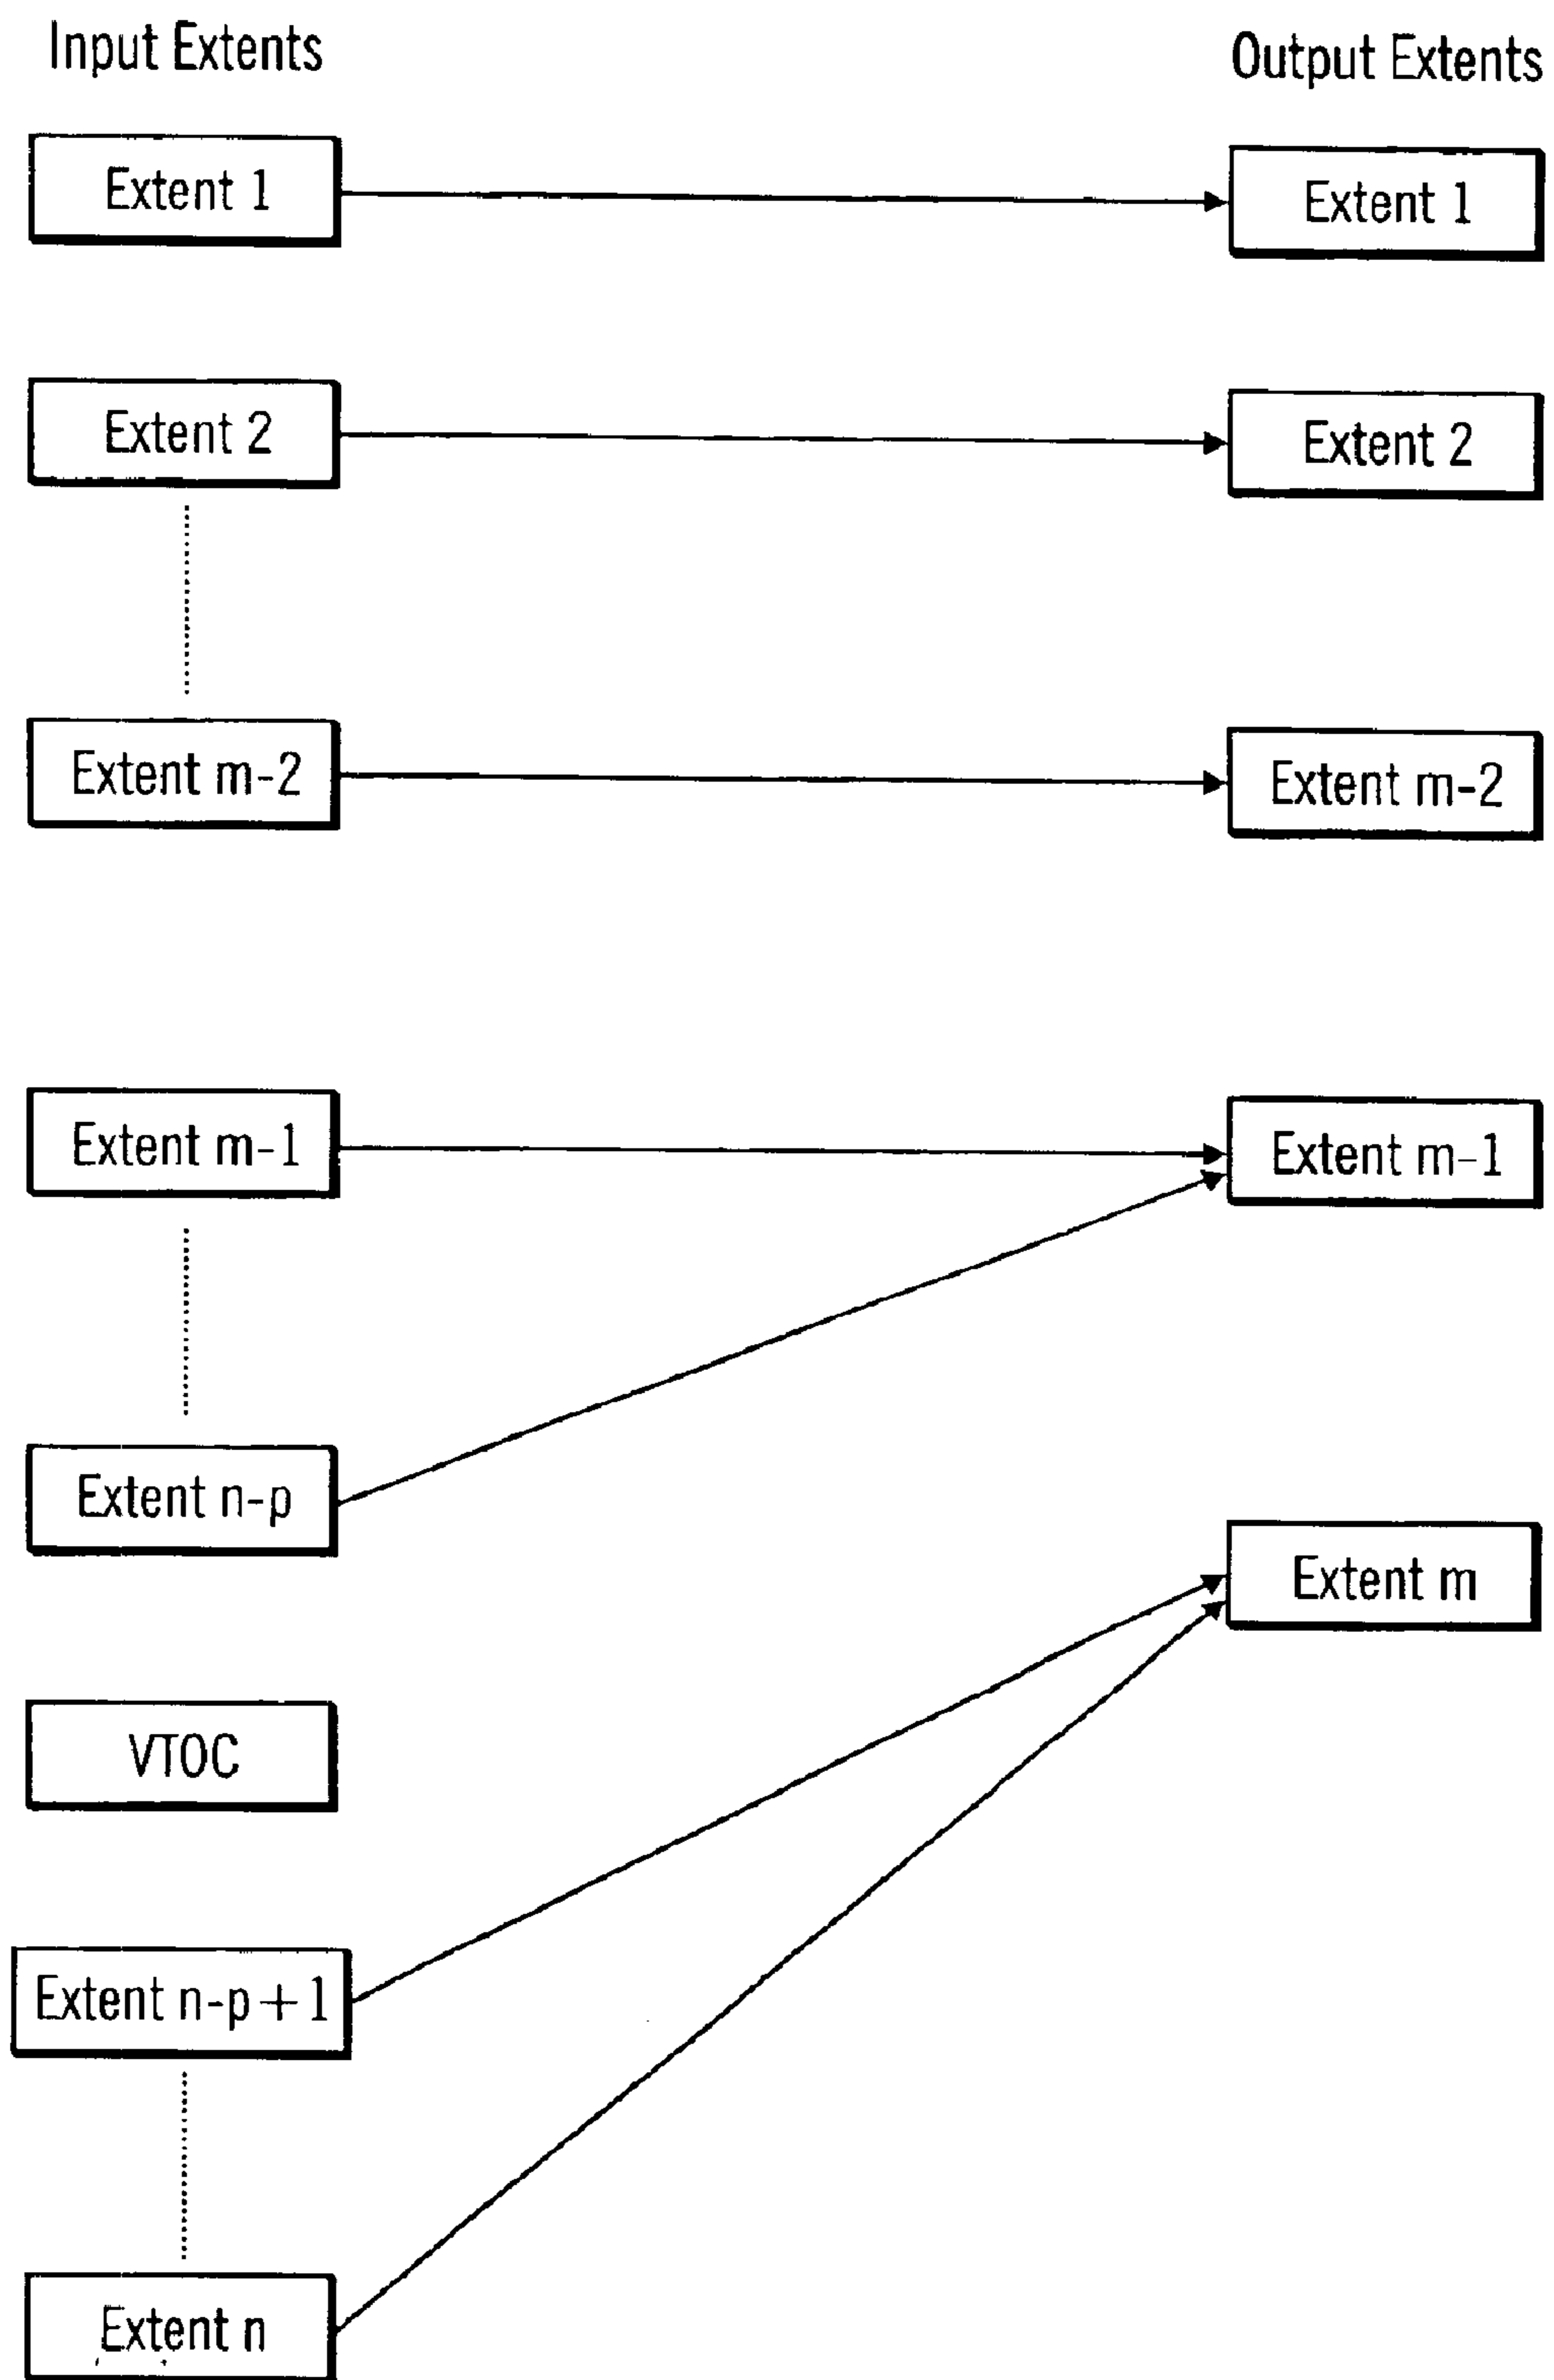 Input Extents
Output Extents
Extent 1
Extent 1
Extent 2
Extent 2
Extent m-2
Extent m-2
Extent m-1
Extent m-1
Extent n-p
Extent m
VTOC
Extent n-p+1
Extent n